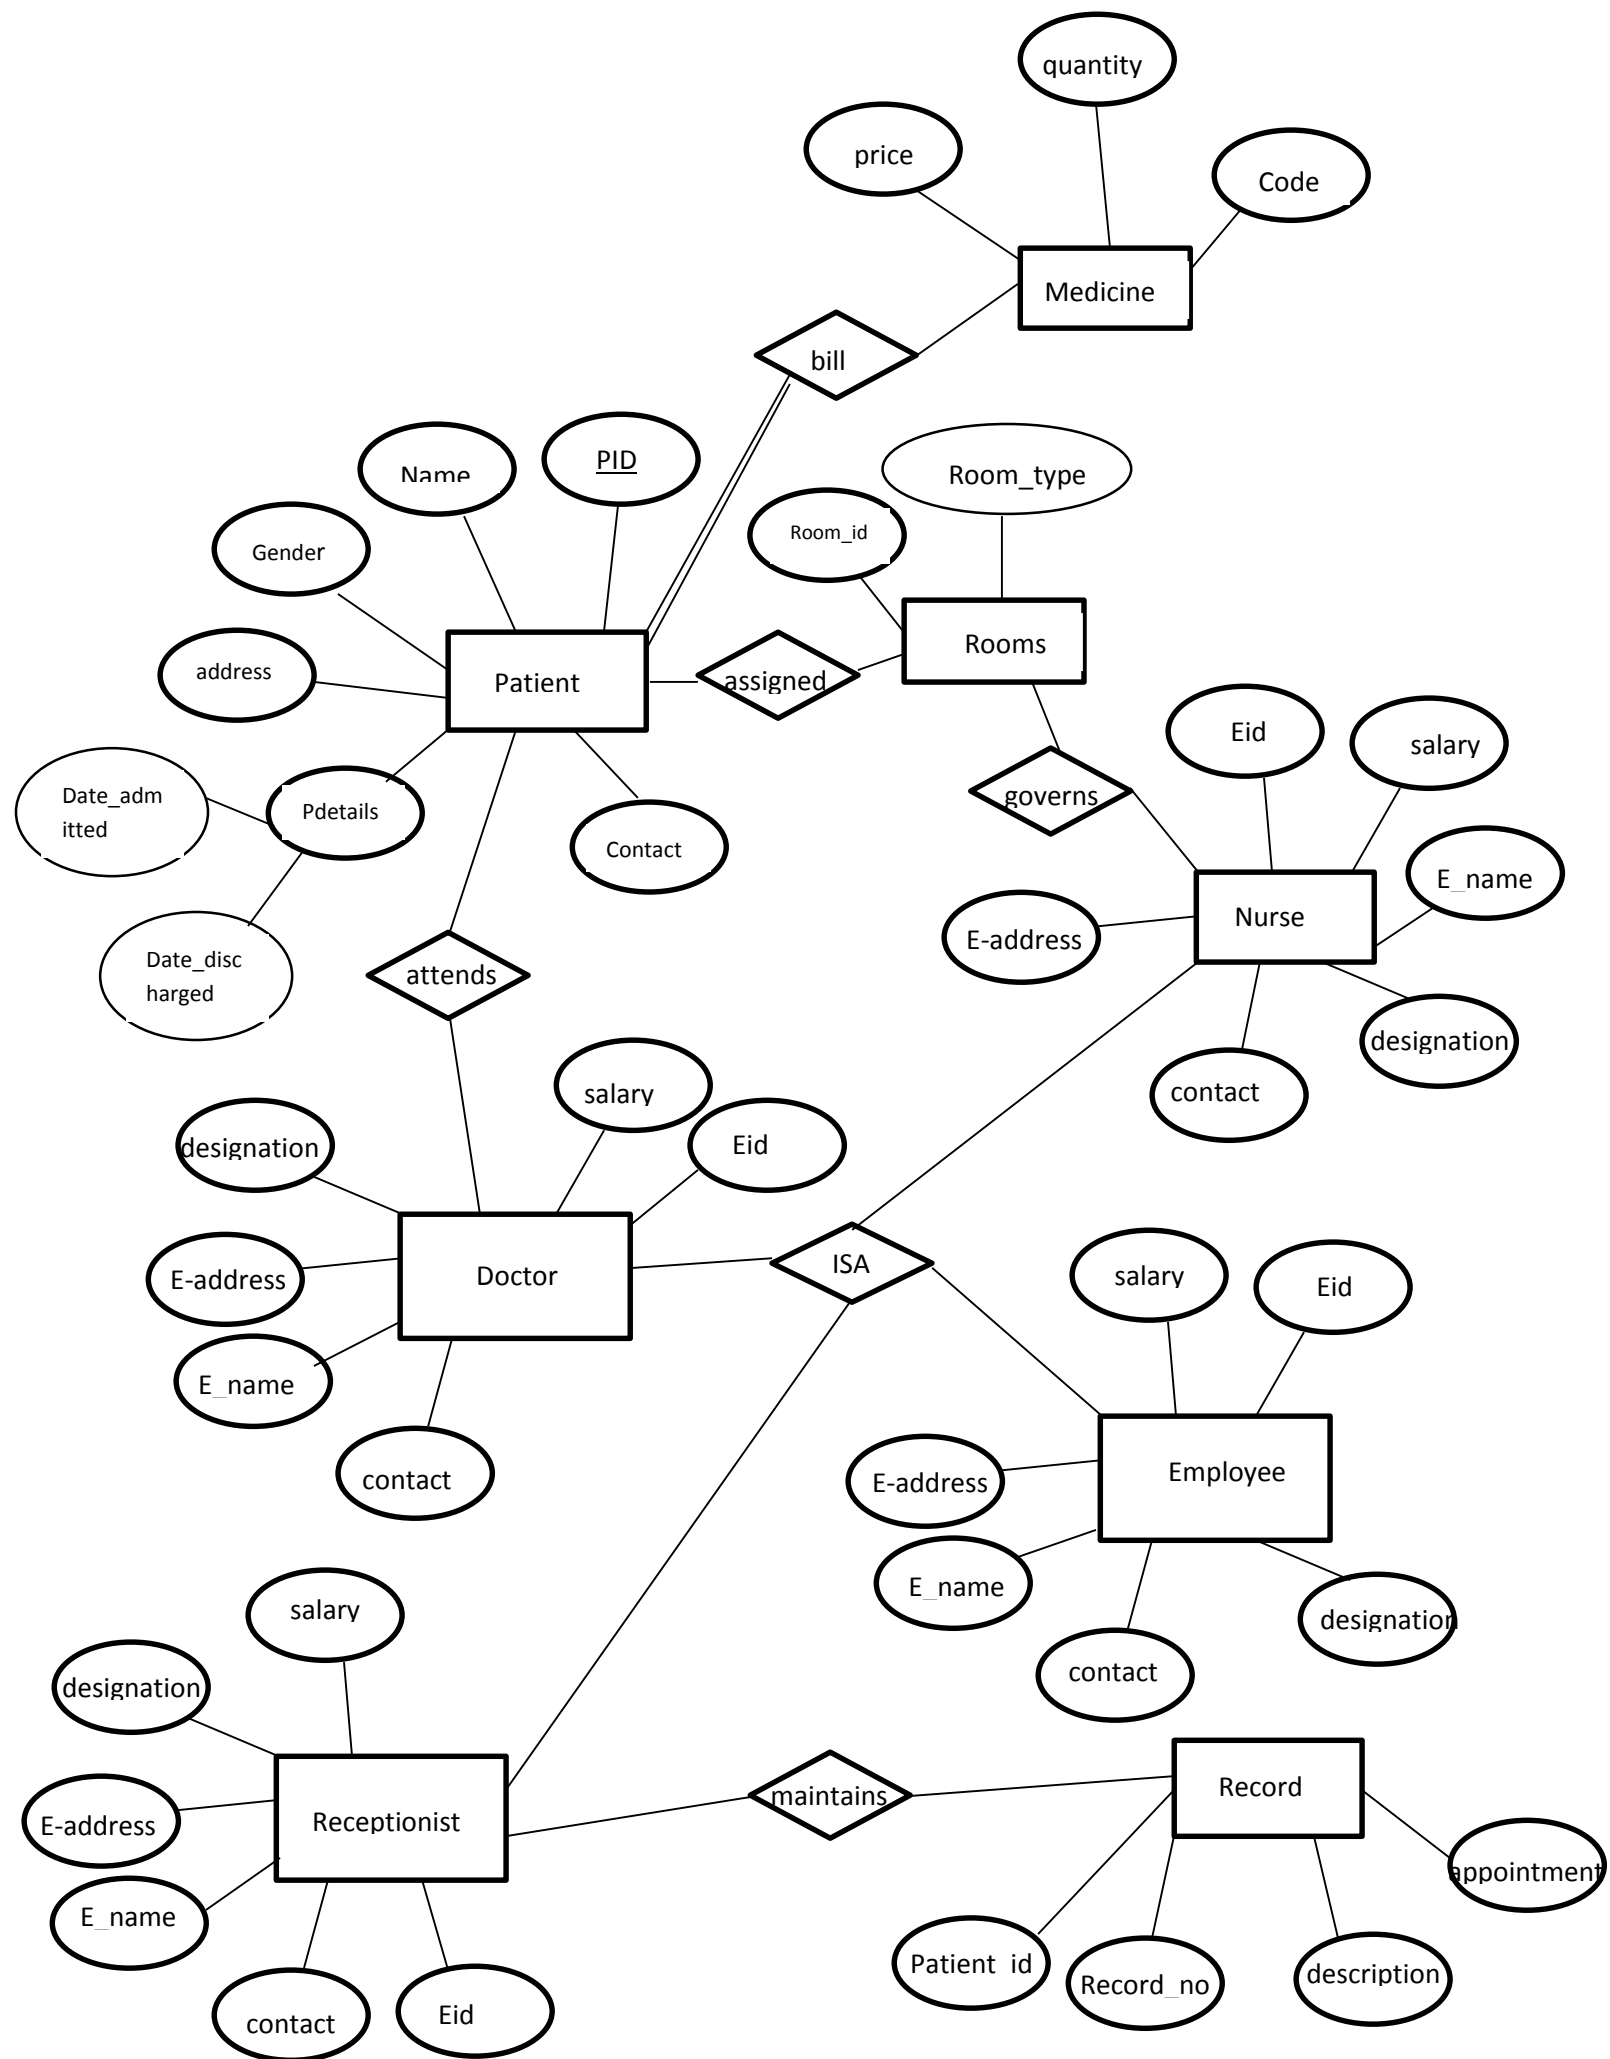 quantity
price
Code
Medicine
bill
Name
PID
Room_type
Gender
Room_id
Rooms
address
Patient
assigned
Eid
salary
Date_adm
itted
Pdetails
governs
Contact
E_name
Nurse
E-address
Date_disc
harged
attends
designation
contact
salary
designation
Eid
ISA
Doctor
E-address
salary
Eid
E_name
contact
Employee
E-address
E_name
salary
designation
contact
designation
Record
maintains
Receptionist
E-address
appointment
E_name
Patient_id
Record_no
description
contact
Eid